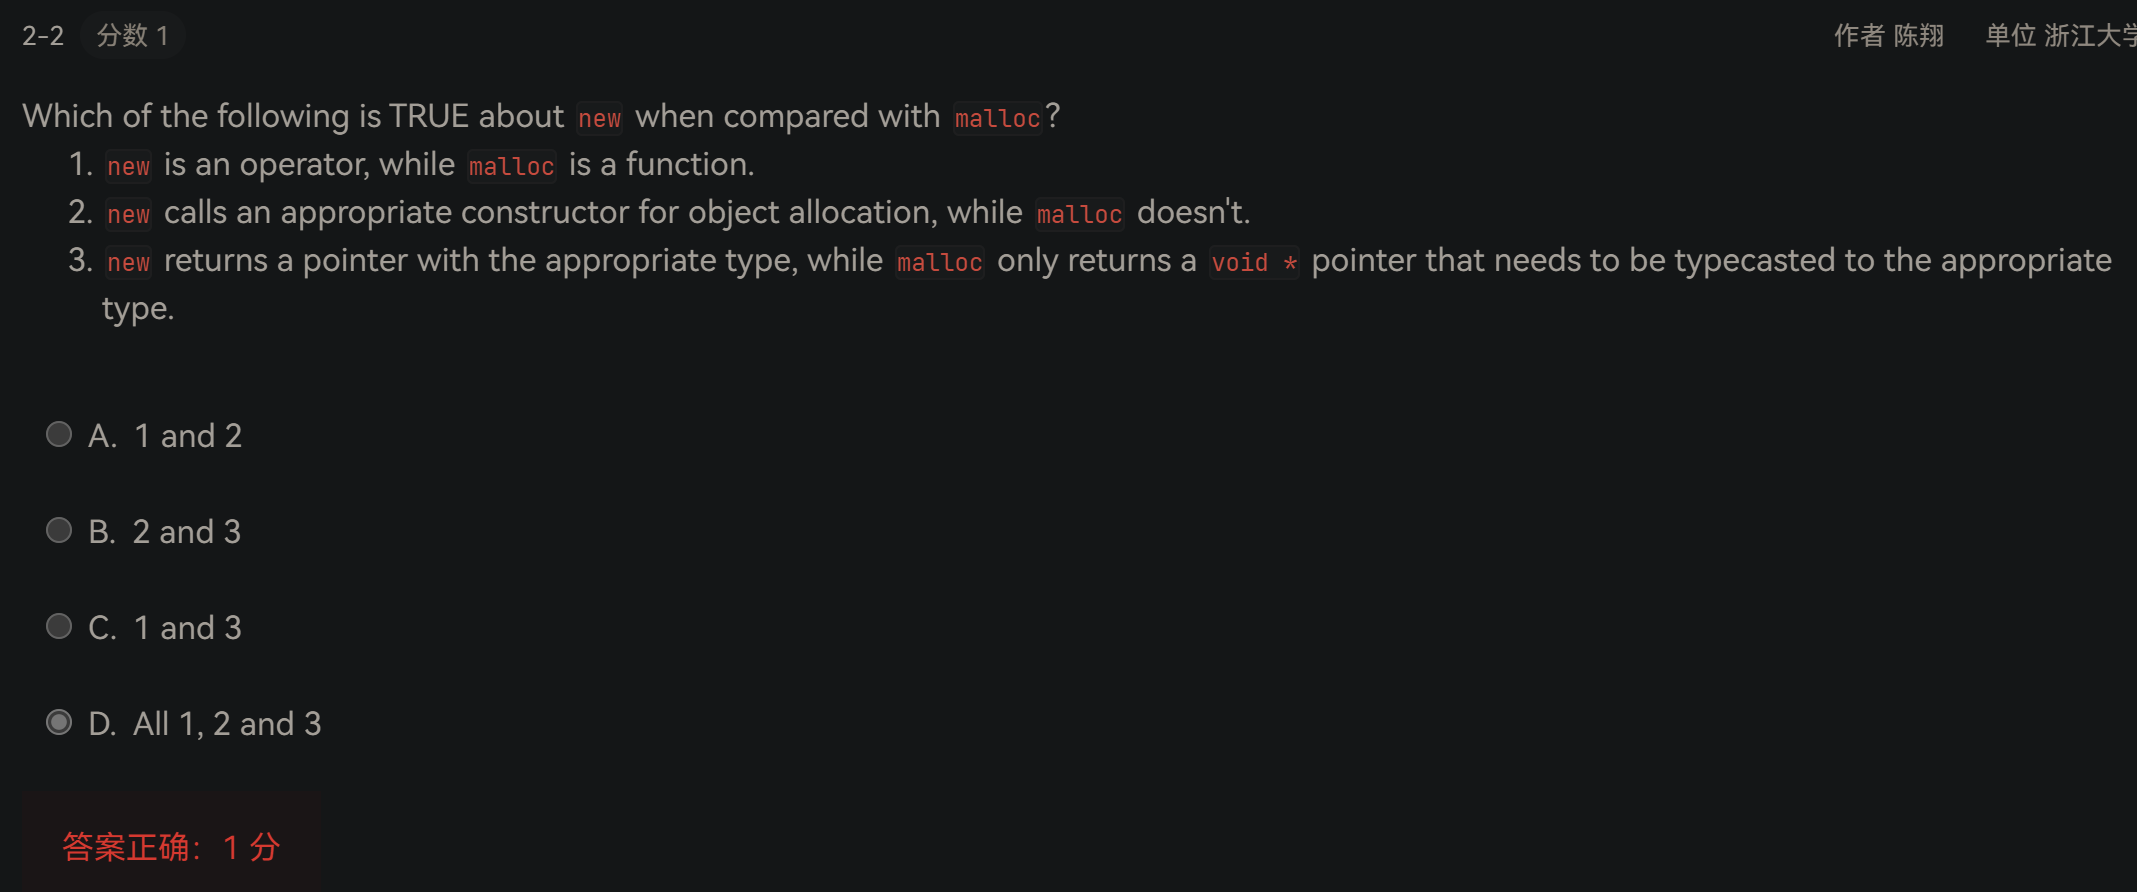 2-2 分数 1 作者 陈翔 单位 浙江大学
Which of the following is TRUE about new when compared with malloc?
1. new is an operator, while malloc is a function.
2. new calls an appropriate constructor for object allocation, while malloc doesn't.
3. new returns a pointer with the appropriate type, while malloc only returns a void * pointer that needs to be typecasted to the appropriate
type.
A. 1 and 2
B. 2 and 3
C. 1 and 3
D. All 1, 2 and 3
答案正确：1 分